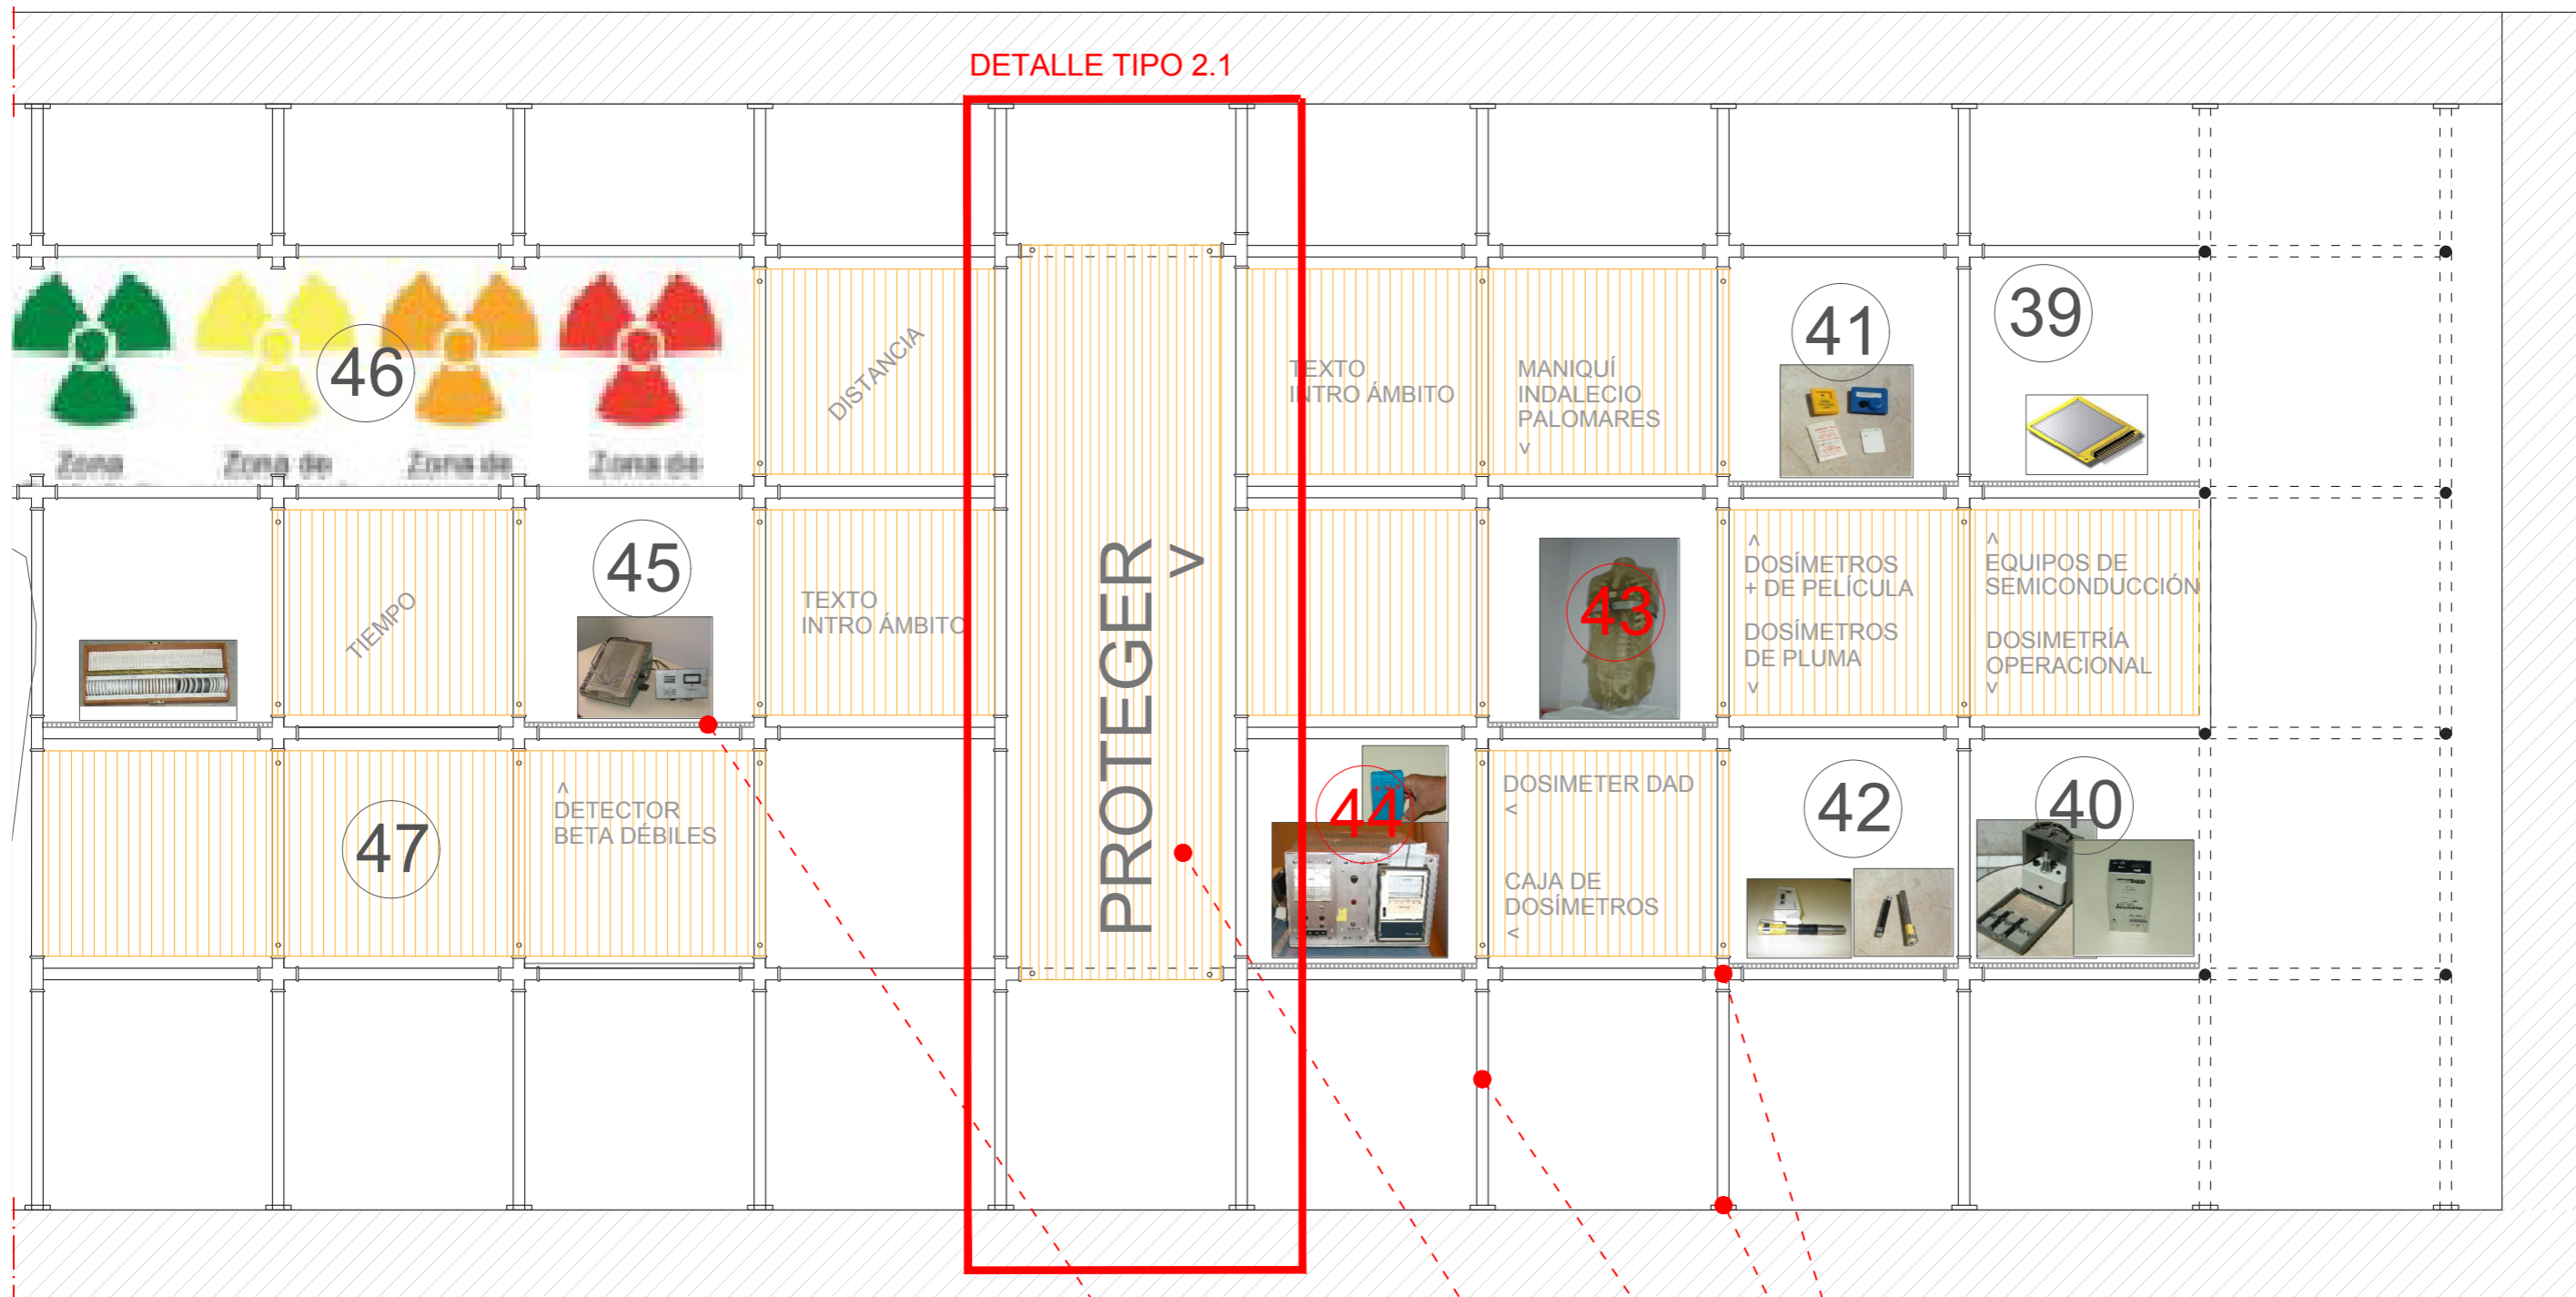 DETALLE TIPO 2.1
46
Zona
Zona de
Zona de
Zona de
DISTANCIA
TEXTO
INTRO ÁMBITO
MANIQUÍ
INDALECIO
PALOMARES
v
41
39
TIEMPO
45
TEXTO
INTRO ÁMBITO
PROTEGER
v
43
^
DOSÍMETROS
+ DE PELÍCULA
DOSÍMETROS
DE PLUMA
v
^
EQUIPOS DE
SEMICONDUCCIÓN
DOSIMETRÍA
OPERACIONAL
v
47
^
DETECTOR
BETA DÉBILES
44
DOSIMETER DAD
<
CAJA DE
DOSÍMETROS
<
42
40